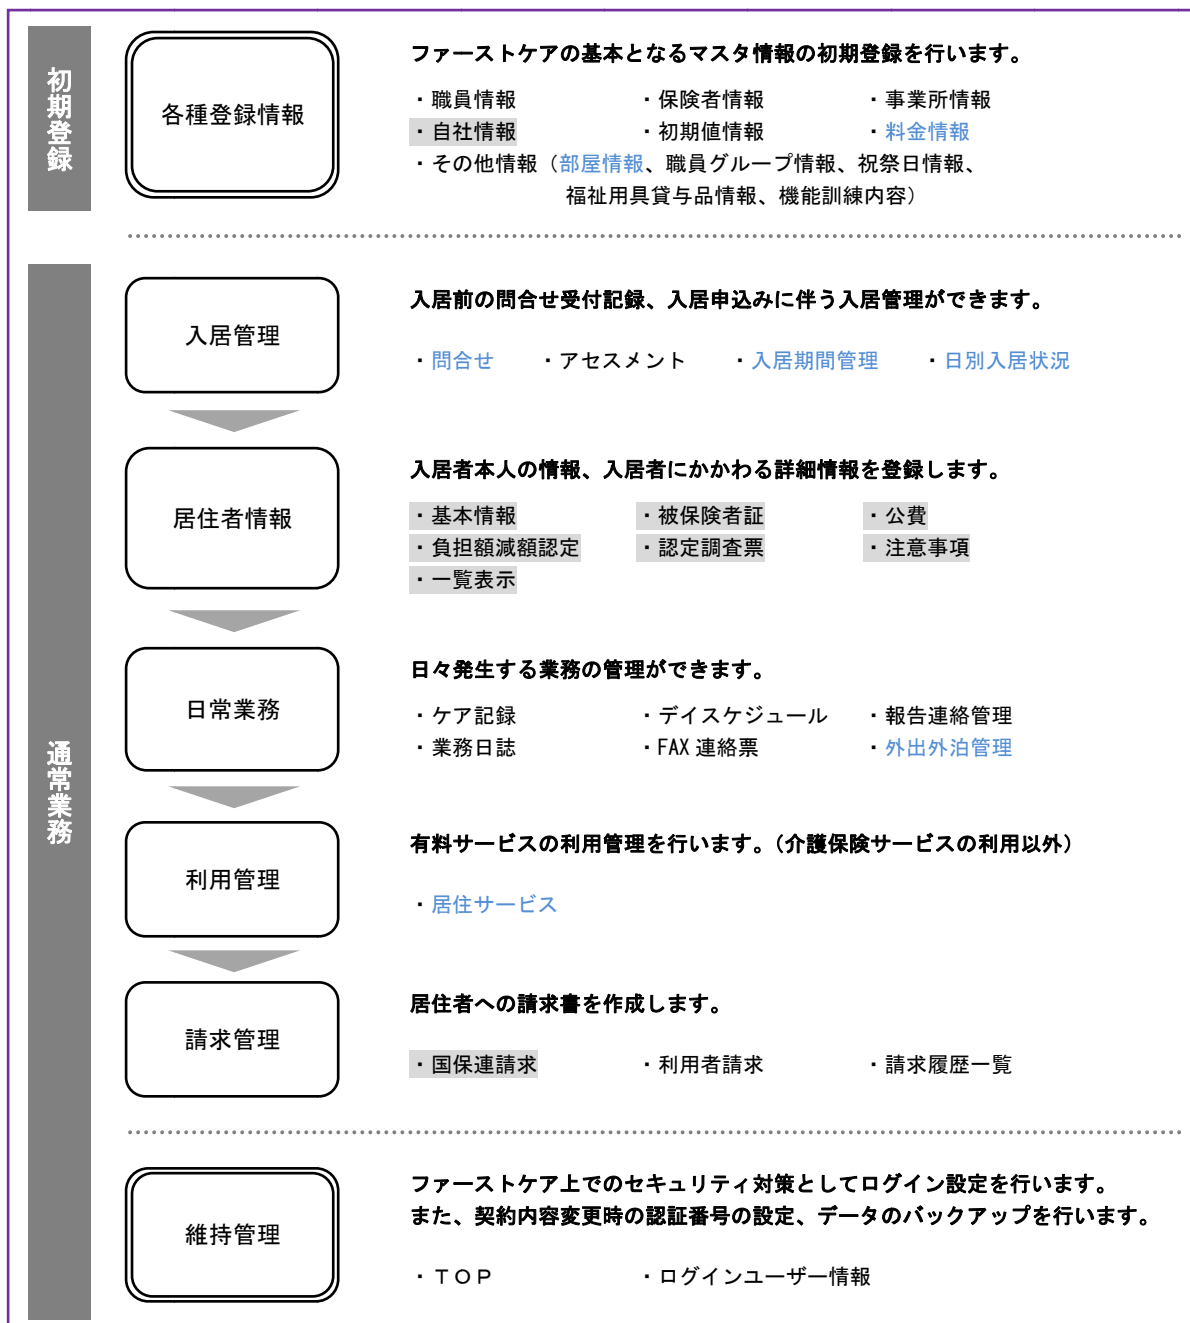 初期登録
各種登録情報
ファーストケアの基本となるマスタ情報の初期登録を行います。
・職員情報 ・保険者情報 ・事業所情報
・自社情報 ・初期値情報 ・料金情報
・その他情報（部屋情報、職員グループ情報、祝祭日情報、
福祉用具貸与品情報、機能訓練内容）
通常業務
入居管理
入居前の問合せ受付記録、入居申込みに伴う入居管理ができます。
・問合せ ・アセスメント ・入居期間管理 ・日別入居状況
居住者情報
入居者本人の情報、入居者にかかわる詳細情報を登録します。
・基本情報 ・被保険者証 ・公費
・負担額減額認定 ・認定調査票 ・注意事項
・一覧表示
日常業務
日々発生する業務の管理ができます。
・ケア記録 ・デイスケジュール ・報告連絡管理
・業務日誌 ・FAX 連絡票 ・外出外泊管理
利用管理
有料サービスの利用管理を行います。（介護保険サービスの利用以外）
・居住サービス
請求管理
居住者への請求書を作成します。
・国保連請求 ・利用者請求 ・請求履歴一覧
維持管理
ファーストケア上でのセキュリティ対策としてログイン設定を行います。
また、契約内容変更時の認証番号の設定、データのバックアップを行います。
・ＴＯＰ ・ログインユーザー情報